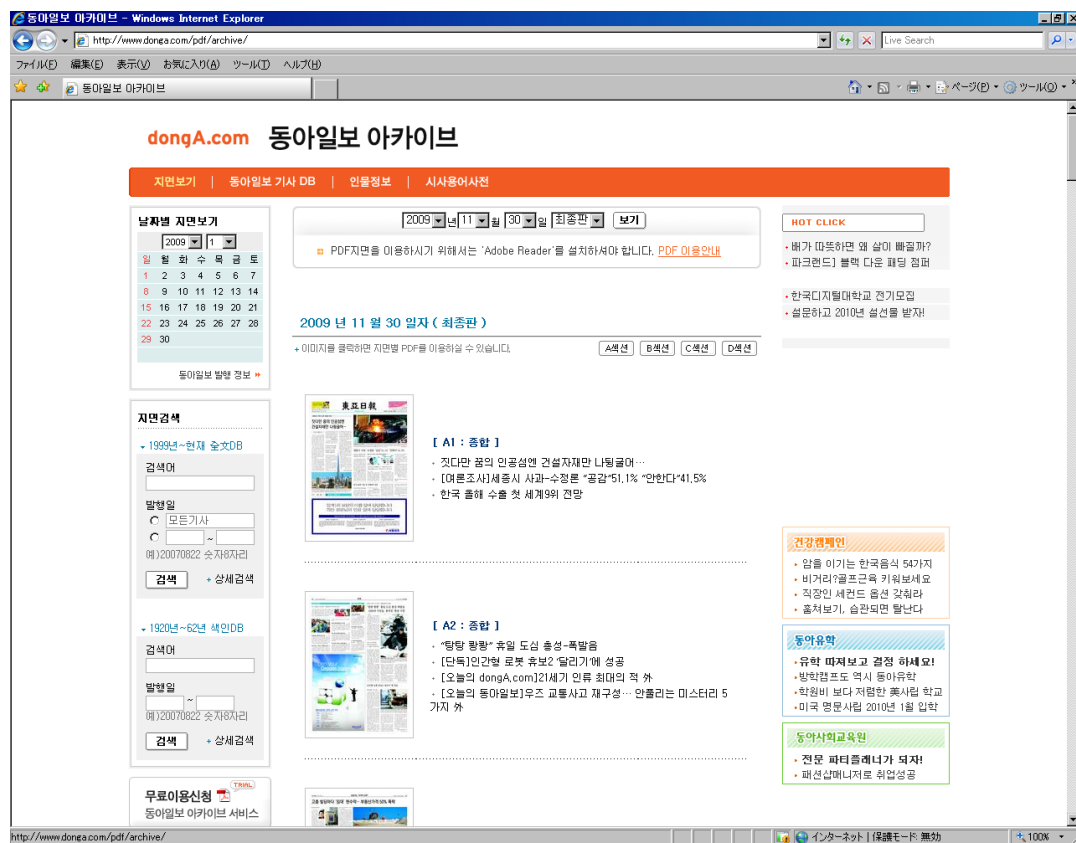 동아일보 아카이브 - Windows Internet Explorer
http://www.donga.com/pdf/archive/
Live Search
ファイル(F) 編集(E) 表示(V) お気に入り(A) ツール(T) ヘルプ(H)
동아일보 아카이브
ページ(P) ツール(O)
dongA.com 동아일보 아카이브
지면보기 | 동아일보 기사 DB | 인물정보 | 시사용어사전
날짜별 지면보기
2009 1
일 월 화 수 목 금 토
1 2 3 4 5 6 7
8 9 10 11 12 13 14
15 16 17 18 19 20 21
22 23 24 25 26 27 28
29 30
동아일보 발행 정보
지면검색
1999년~현재 全文DB
검색어
발행일
모든기사
~
예)20070822 숫자8자리
검색 + 상세검색
1920년~62년 색인DB
검색어
발행일
~
예)20070822 숫자8자리
검색 + 상세검색
TRIAL
무료이용신청
동아일보 아카이브 서비스
2009 년 11 월 30 일 최종판 보기
PDF지면을 이용하시기 위해서는 'Adobe Reader'를 설치하셔야 합니다. PDF 이용안내
2009 년 11 월 30 일자 ( 최종판 )
+ 이미지를 클릭하면 지면별 PDF를 이용하실 수 있습니다.
A섹션 B섹션 C섹션 D섹션
東亞日報
[ A1 : 종합 ]
· 짓다만 꿈의 인공섬엔 건설자재만 나뒹굴어…
· [여론조사]세종시 사과-수정론 "공감"51.1% "안한다"41.5%
· 한국 올해 수출 첫 세계9위 전망
[ A2 : 종합 ]
· "탕탕 쾅쾅" 휴일 도심 총성-폭발음
· [단독]인간형 로봇 휴보2 '달리기'에 성공
· [오늘의 dongA.com]21세기 인류 최대의 적 外
· [오늘의 동아일보]우즈 교통사고 재구성… 안풀리는 미스터리 5
가지 外
HOT CLICK
· 배가 따뜻하면 왜 살이 빠질까?
· 파크랜드] 블랙 다운 패딩 점퍼
· 한국디지털대학교 전기모집
· 설문하고 2010년 설선물 받자!
건강캠페인
· 암을 이기는 한국음식 54가지
· 비거리?골프근육 키워보세요
· 직장인 세컨드 옵션 갖춰라
· 훔쳐보기, 습관되면 탈난다
동아유학
· 유학 따져보고 결정 하세요!
· 방학캠프도 역시 동아유학
· 학원비 보다 저렴한 美사립 학교
· 미국 명문사립 2010년 1월 입학
동아사회교육원
· 전문 파티플래너가 되자!
· 패션샵매니저로 취업성공
http://www.donga.com/pdf/archive/
インターネット | 保護モード: 無効
100%